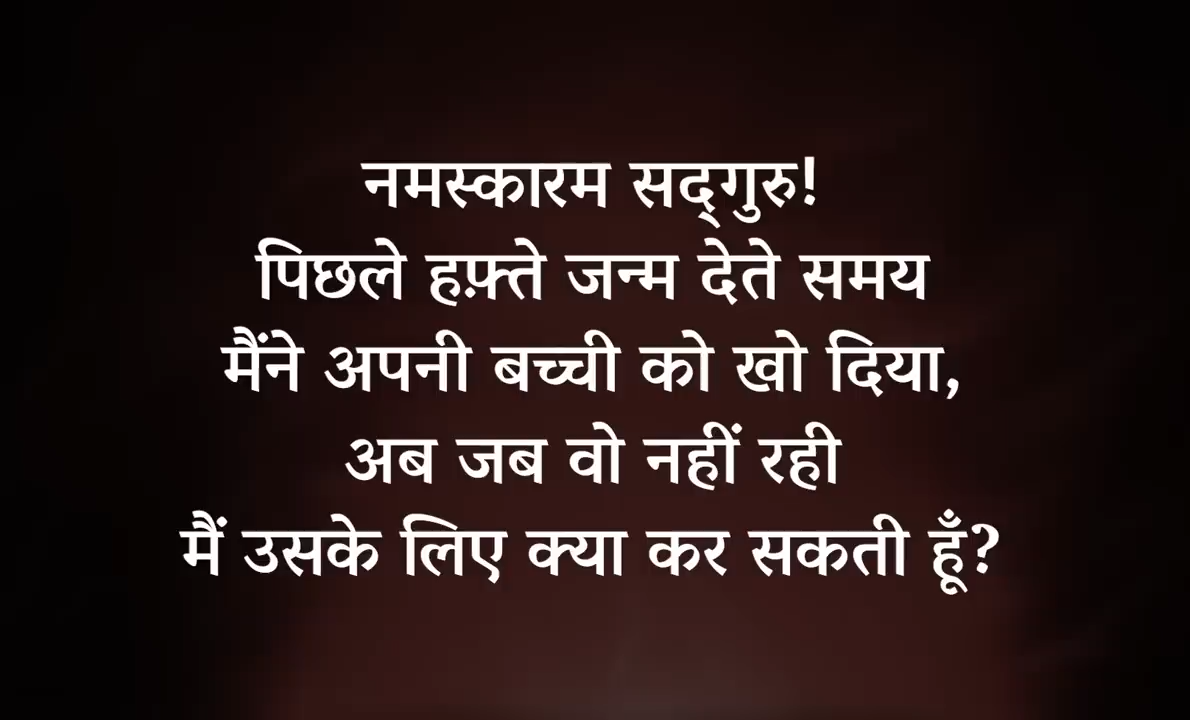 नमस्कारम सद्‌गुरु!
पिछले हफ़्ते जन्म देते समय
मैंने अपनी बच्ची को खो दिया,
अब जब वो नहीं रही
मैं उसके लिए क्या कर सकती हूँ?